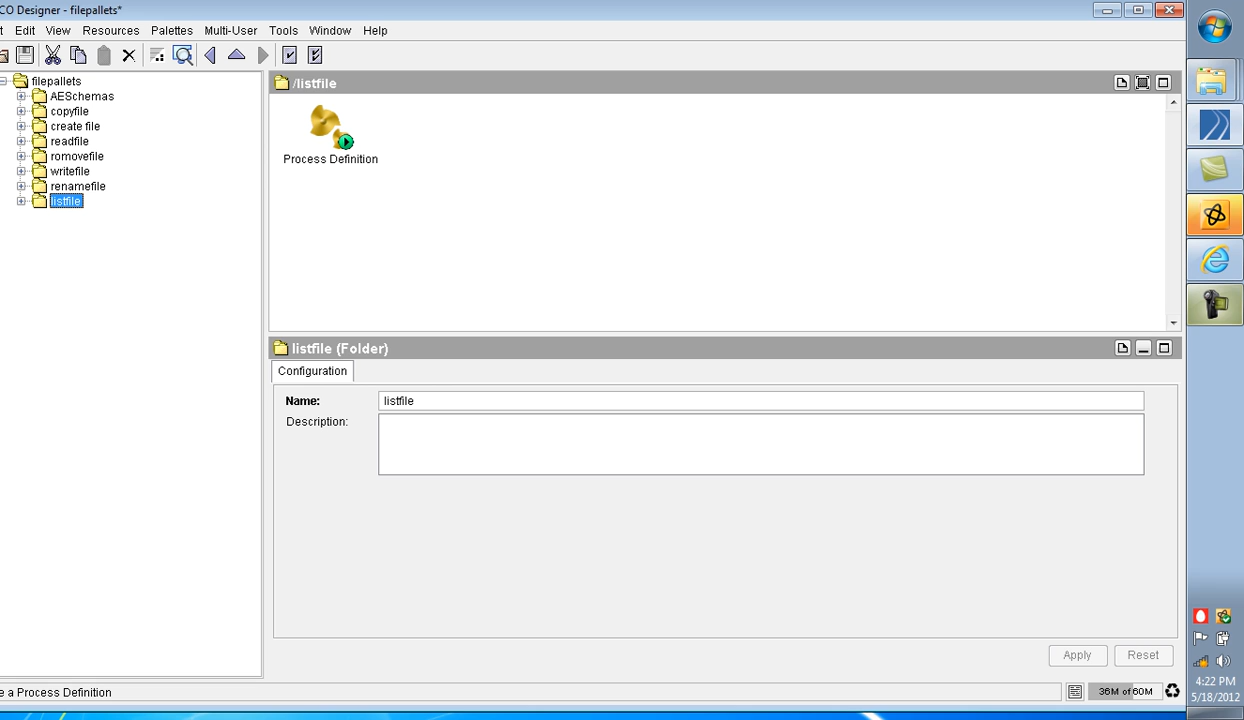 CO Designer - filepallets*
t Edit View Resources Palettes Multi-User Tools Window Help
filepallets
AESchemas
copyfile
create file
readfile
romovefile
writefile
renamefile
listfile
/listfile
Process Definition
listfile (Folder)
Configuration
Name: listfile
Description:
Apply Reset
e a Process Definition
36M of 60M
4:22 PM
5/18/2012